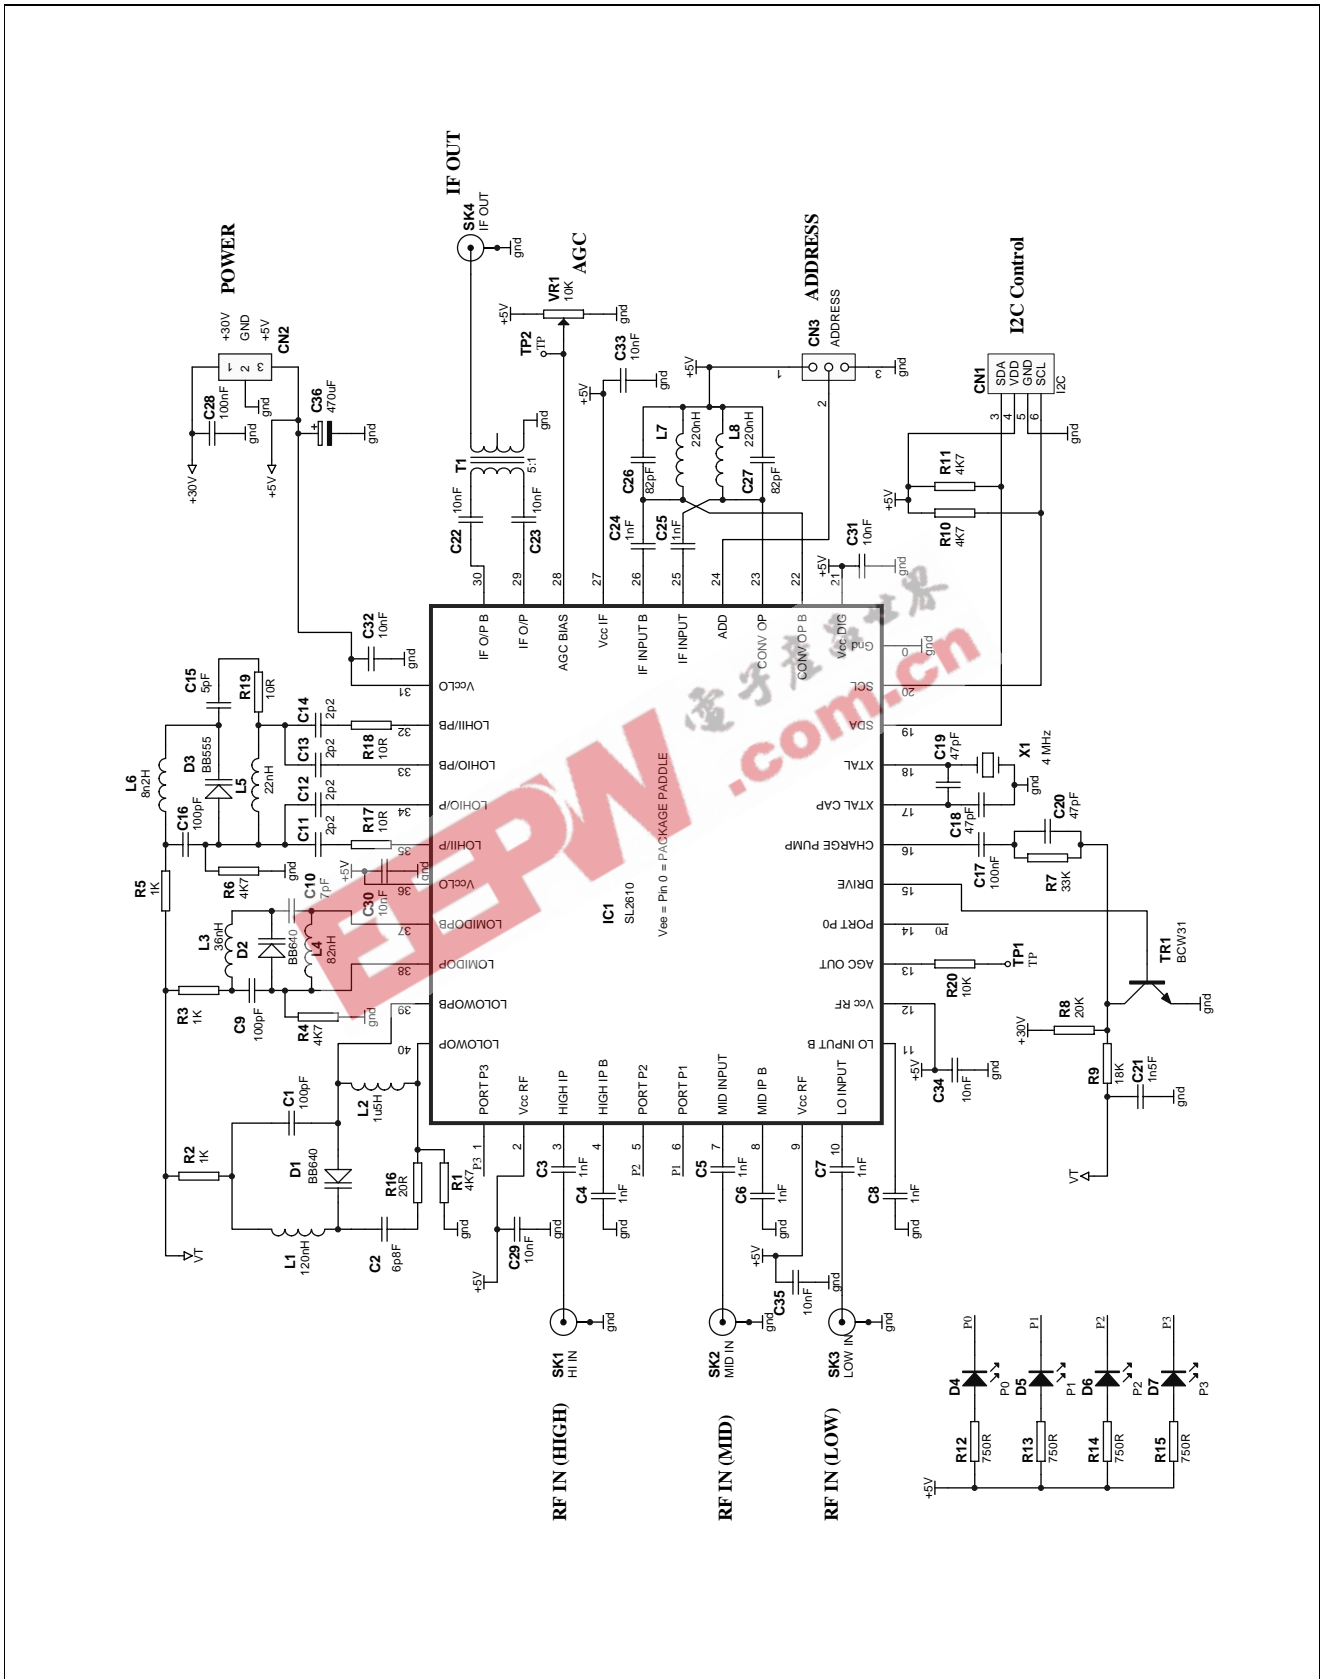 POWER
+30V
GND
+5V
1
2
3
CN2
gnd
C28
100nF
gnd
+30V
+5V
C36
470uF
+
gnd
IF OUT
SK4
IF OUT
gnd
T1
5:1
gnd
C22
10nF
C23
10nF
AGC
VR1
10K
+5V
gnd
TP2
TP
+5V
C33
10nF
gnd
ADDRESS
CN3
ADDRESS
1
2
3
gnd
+5V
L7
220nH
L8
220nH
C26
82pF
C27
82pF
C24
1nF
C25
1nF
I2C Control
CN1
SDA
VDD
GND
SCL
I2C
3
4
5
6
gnd
+5V
R11
4K7
R10
4K7
+5V
C31
10nF
gnd
C32
10nF
gnd
30
29
28
27
26
25
24
23
22
21
IF O/P B
IF O/P
AGC BIAS
Vcc IF
IF INPUT B
IF INPUT
ADD
CONV OP
CONV OP B
Vcc DIG
31
VccLO
32
LOHII/PB
33
LOHIO/PB
34
LOHIO/P
35
LOHII/P
36
VccLO
37
LOMIDOPB
38
LOMIDOP
39
LOLOWOPB
40
LOLOWOP
C15
5pF
R19
10R
L6
8n2H
D3
BB555
L5
22nH
C16
100pF
C14
2p2
C13
2p2
C12
2p2
C11
2p2
R18
10R
R17
10R
R5
1K
R6
4K7
gnd
+5V
C30
10nF
gnd
C10
7pF
L3
36nH
D2
BB640
L4
82nH
R3
1K
C9
100pF
R4
4K7
gnd
C1
100pF
L2
1u5H
R2
1K
D1
BB640
L1
120nH
C2
6p8F
R16
20R
R1
4K7
gnd
VT
IC1
SL2610
Vee = Pin 0 = PACKAGE PADDLE
EEPW
.com.cn
電子產品世界
Gnd
0
gnd
SCL
20
SDA
19
XTAL
18
XTAL CAP
17
CHARGE PUMP
16
DRIVE
15
PORT P0
14
P0
AGC OUT
13
Vcc RF
12
LO INPUT B
11
C19
47pF
X1
4 MHz
gnd
C18
47pF
C17
100nF
C20
47pF
R7
33K
TR1
BCW31
gnd
TP1
TP
R20
10K
R8
20K
+30V
R9
18K
C21
1n5F
gnd
VT
+5V
C34
10nF
gnd
PORT P3
Vcc RF
HIGH IP
HIGH IP B
PORT P2
PORT P1
MID INPUT
MID IP B
Vcc RF
LO INPUT
1
2
3
4
5
6
7
8
9
10
P3
P2
P1
C3
1nF
C4
1nF
gnd
C5
1nF
C6
1nF
gnd
C7
1nF
C8
1nF
gnd
+5V
C29
10nF
gnd
+5V
C35
10nF
gnd
SK1
HI IN
gnd
SK2
MID IN
gnd
SK3
LOW IN
gnd
RF IN (HIGH)
RF IN (MID)
RF IN (LOW)
P0
P1
P2
P3
D4
P0
D5
P1
D6
P2
D7
P3
R12
750R
R13
750R
R14
750R
R15
750R
+5V